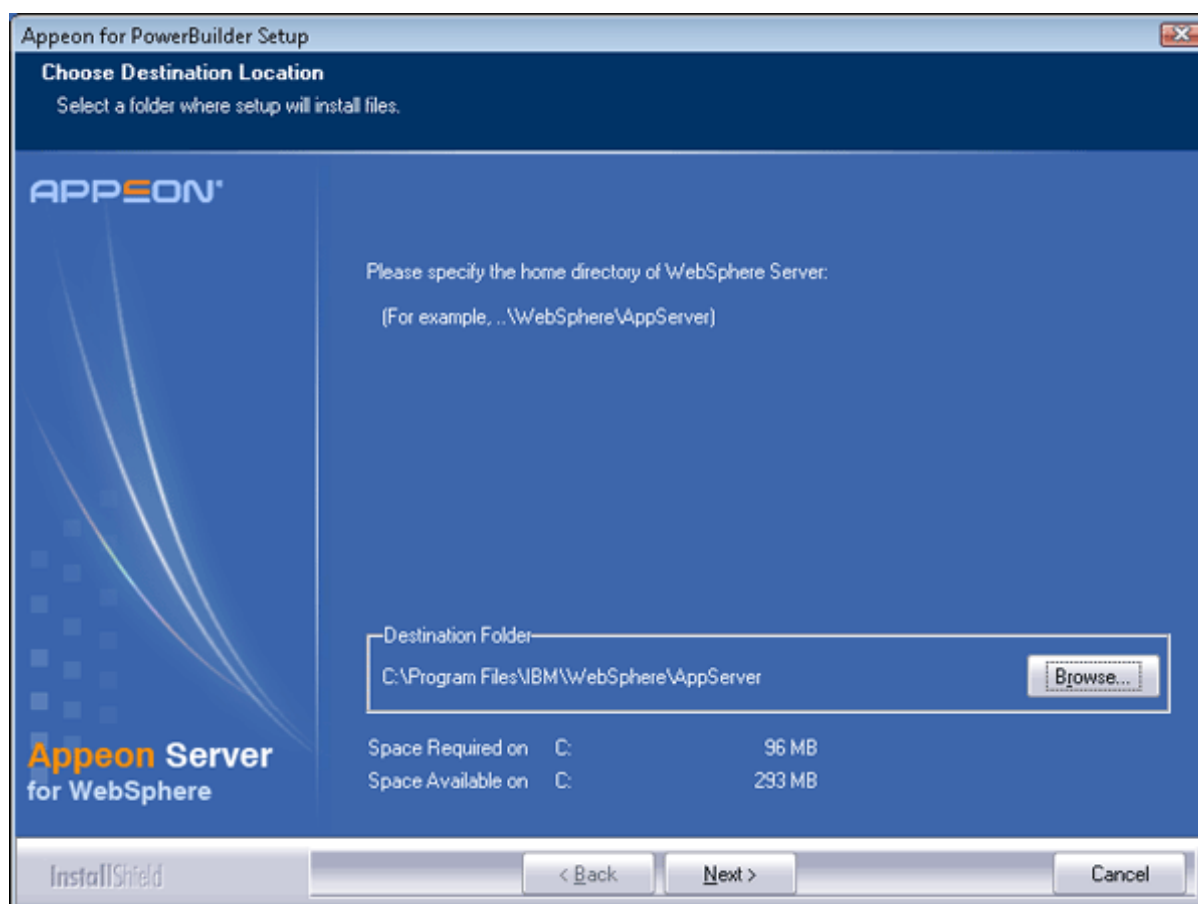 Appeon for PowerBuilder Setup
Choose Destination Location
Select a folder where setup will install files.
APPEON
Please specify the home directory of WebSphere Server:
(For example, ..\WebSphere\AppServer)
Destination Folder
C:\Program Files\IBM\WebSphere\AppServer
Browse...
Space Required on C: 96 MB
Space Available on C: 293 MB
Appeon Server
for WebSphere
InstallShield
< Back
Next >
Cancel